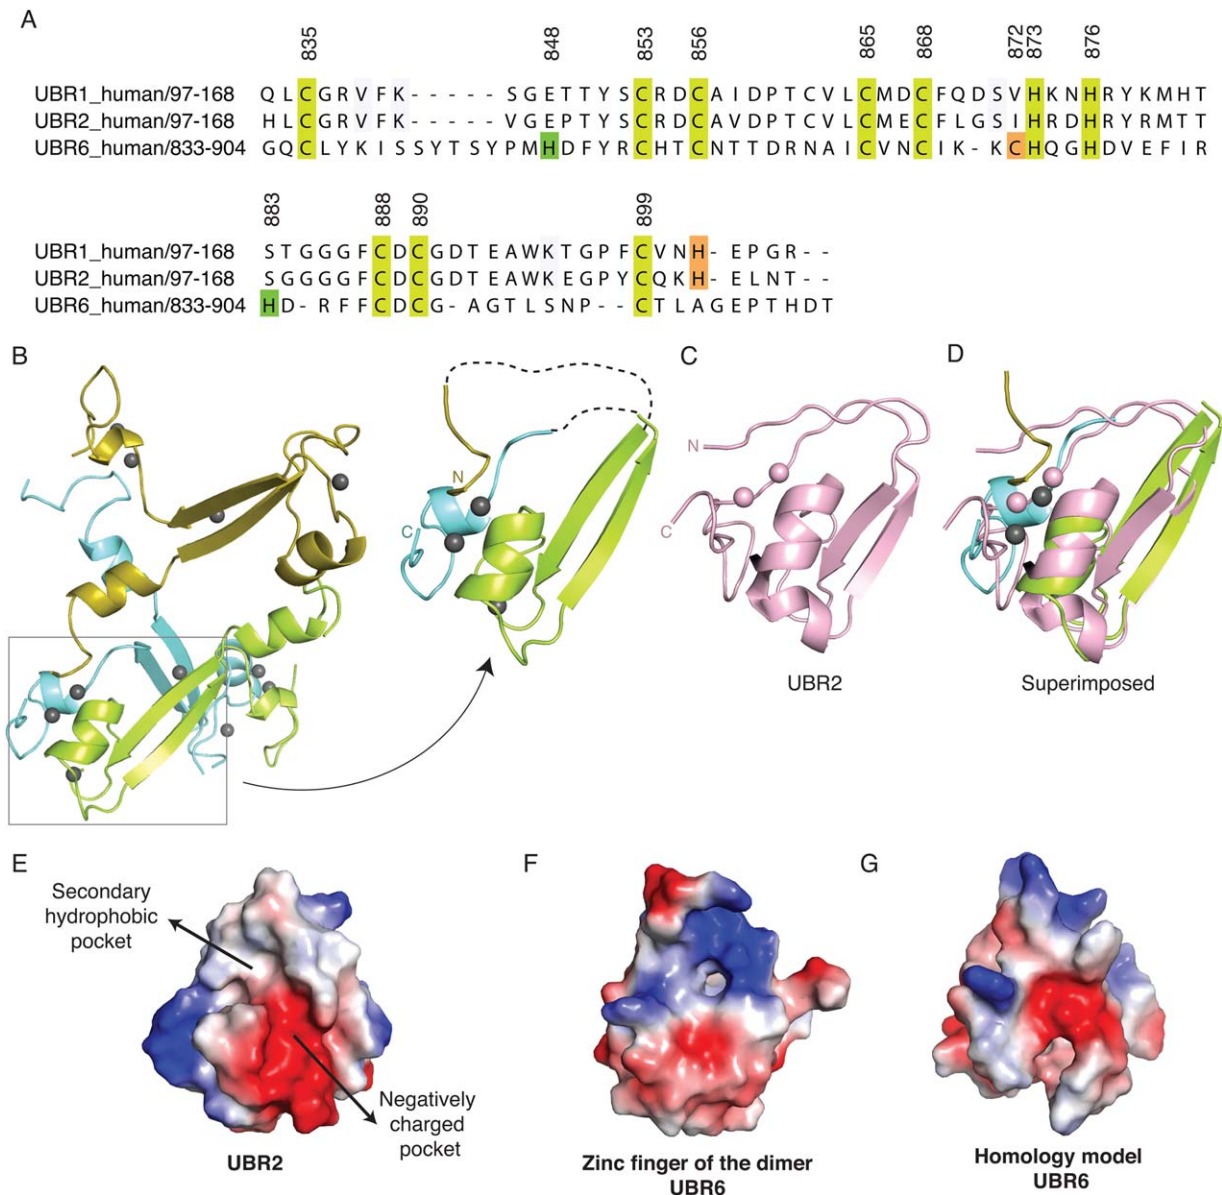 A
835 848 853 856 865 868 872 873 876
UBR1_human/97-168 Q L C G R V F K - - - - - S G E T T Y S C R D C A I D P T C V L C M D C F Q D S V H K N H R Y K M H T
UBR2_human/97-168 H L C G R V F K - - - - - V G E P T Y S C R D C A V D P T C V L C M E C F L G S I H R D H R Y R M T T
UBR6_human/833-904 G Q C L Y K I S S Y T S Y P M H D F Y R C H T C N T T D R N A I C V N C I K - K C H Q G H D V E F I R
883 888 890 899
UBR1_human/97-168 S T G G G F C D C G D T E A W K T G P F C V N H - E P G R - -
UBR2_human/97-168 S G G G G F C D C G D T E A W K E G P Y C Q K H - E L N T - -
UBR6_human/833-904 H D - R F F C D C G - A G T L S N P - - C T L A G E P T H D T
B
N
C
C
N
C
UBR2
D
Superimposed
E
Secondary
hydrophobic
pocket
Negatively
charged
pocket
UBR2
F
Zinc finger of the dimer
UBR6
G
Homology model
UBR6